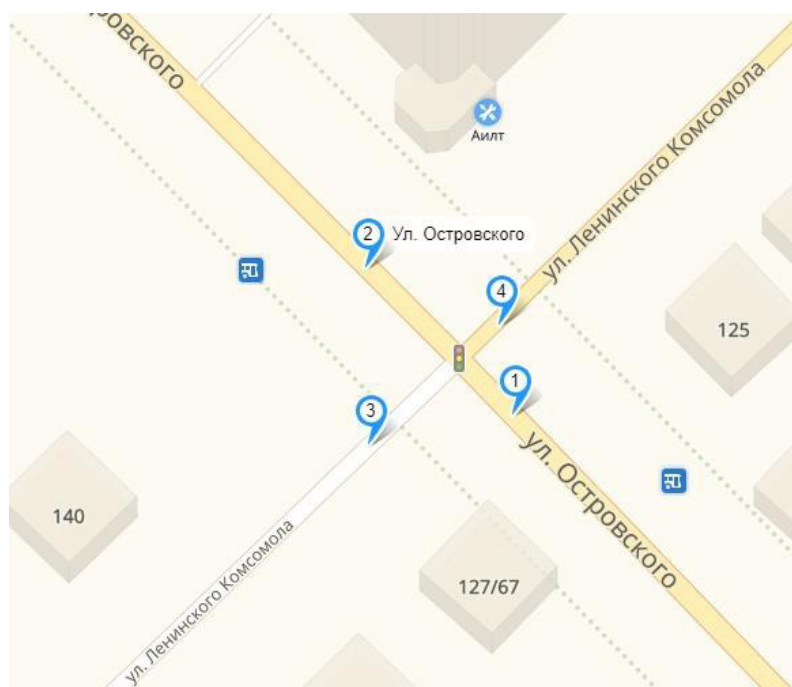 ровского
Аилт
ул. Ленинского Комсомола
2 Ул. Островского
4
125
1
3
ул. Островского
140
127/67
ул. Ленинского Комсомола